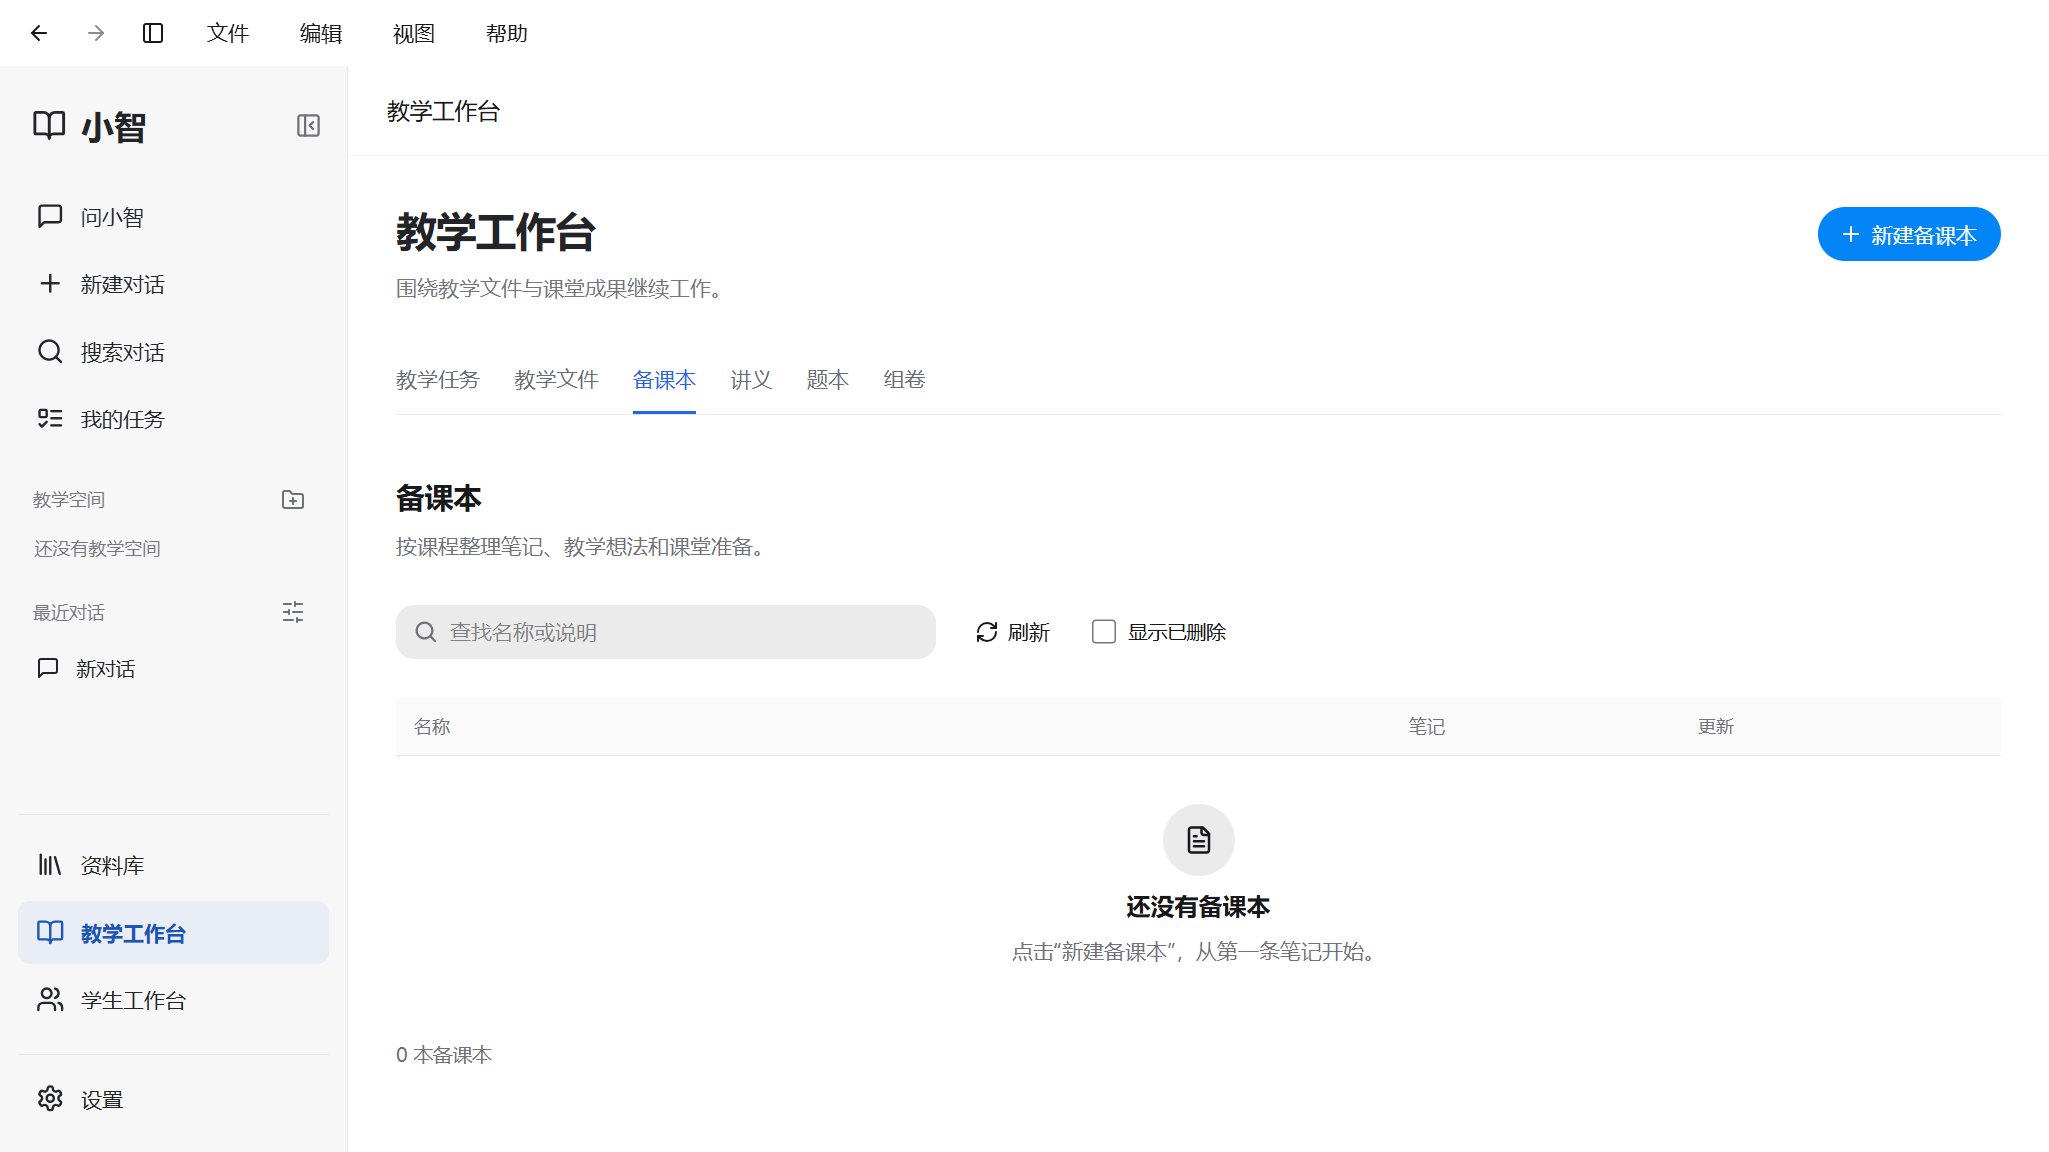 文件 编辑 视图 帮助
小智
问小智
新建对话
搜索对话
我的任务
教学空间
还没有教学空间
最近对话
新对话
资料库
教学工作台
学生工作台
设置
教学工作台
教学工作台
新建备课本
围绕教学文件与课堂成果继续工作。
教学任务 教学文件 备课本 讲义 题本 组卷
备课本
按课程整理笔记、教学想法和课堂准备。
查找名称或说明 刷新 显示已删除
名称 笔记 更新
还没有备课本
点击“新建备课本”，从第一条笔记开始。
0 本备课本